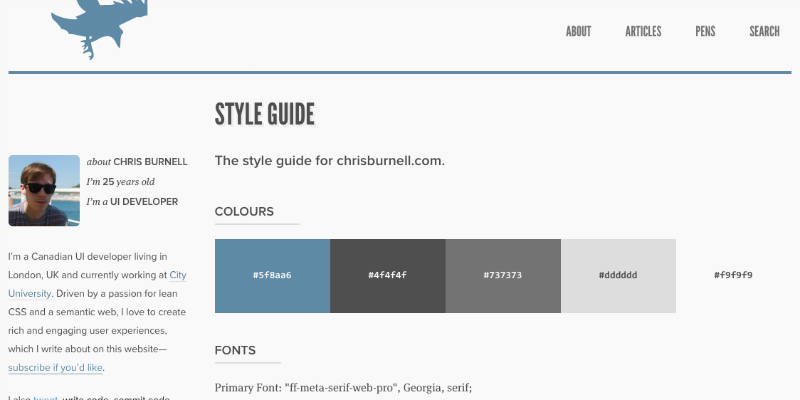 ABOUT ARTICLES PENS SEARCH
STYLE GUIDE
about CHRIS BURNELL
I'm 25 years old
I'm a UI DEVELOPER
I'm a Canadian UI developer living in
London, UK and currently working at City
University. Driven by a passion for lean
CSS and a semantic web, I love to create
rich and engaging user experiences,
which I write about on this website—
subscribe if you'd like.
I also tweet, write code, commit code,
The style guide for chrisburnell.com.
COLOURS
#5f8aa6 #4f4f4f #737373 #dddddd #f9f9f9
FONTS
Primary Font: "ff-meta-serif-web-pro", Georgia, serif;